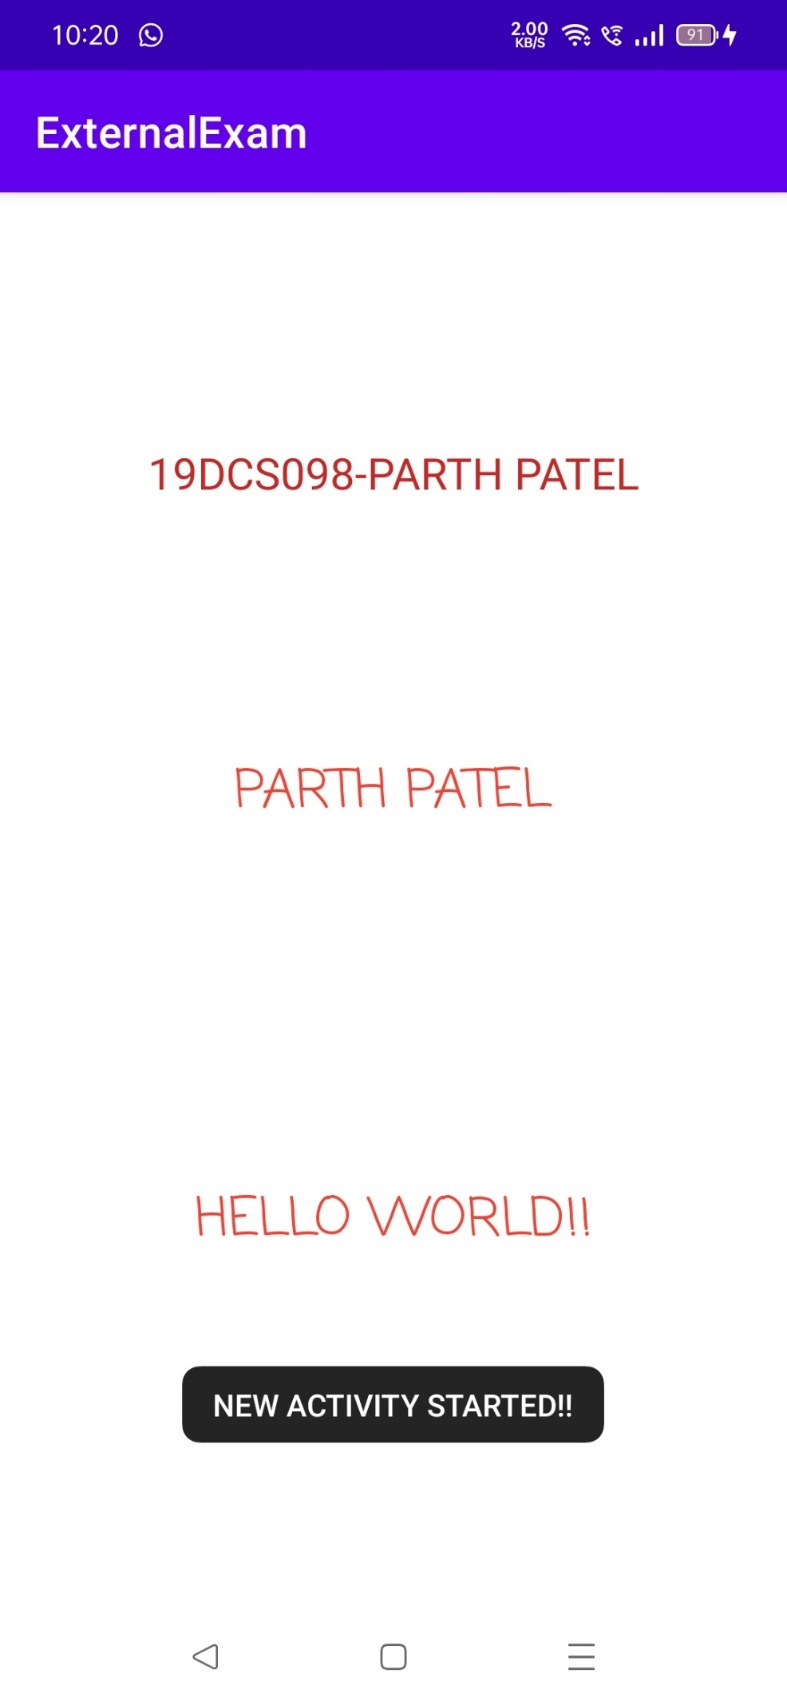 10:20 2.00 KB/S 91
ExternalExam
19DCS098-PARTH PATEL
PARTH PATEL
HELLO WORLD!!
NEW ACTIVITY STARTED!!